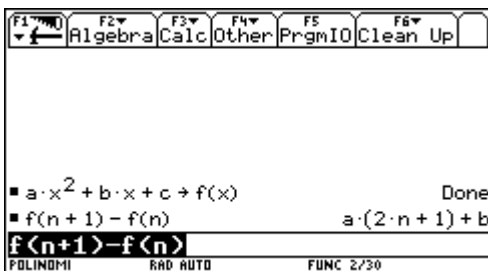 F1 F2 Algebra F3 Calc F4 Other F5 PrgmIO F6 Clean Up
a·x² + b·x + c → f(x) Done
f(n + 1) − f(n) a·(2·n + 1) + b
f(n+1)-f(n)
POLINOMI RAD AUTO FUNC 2/30